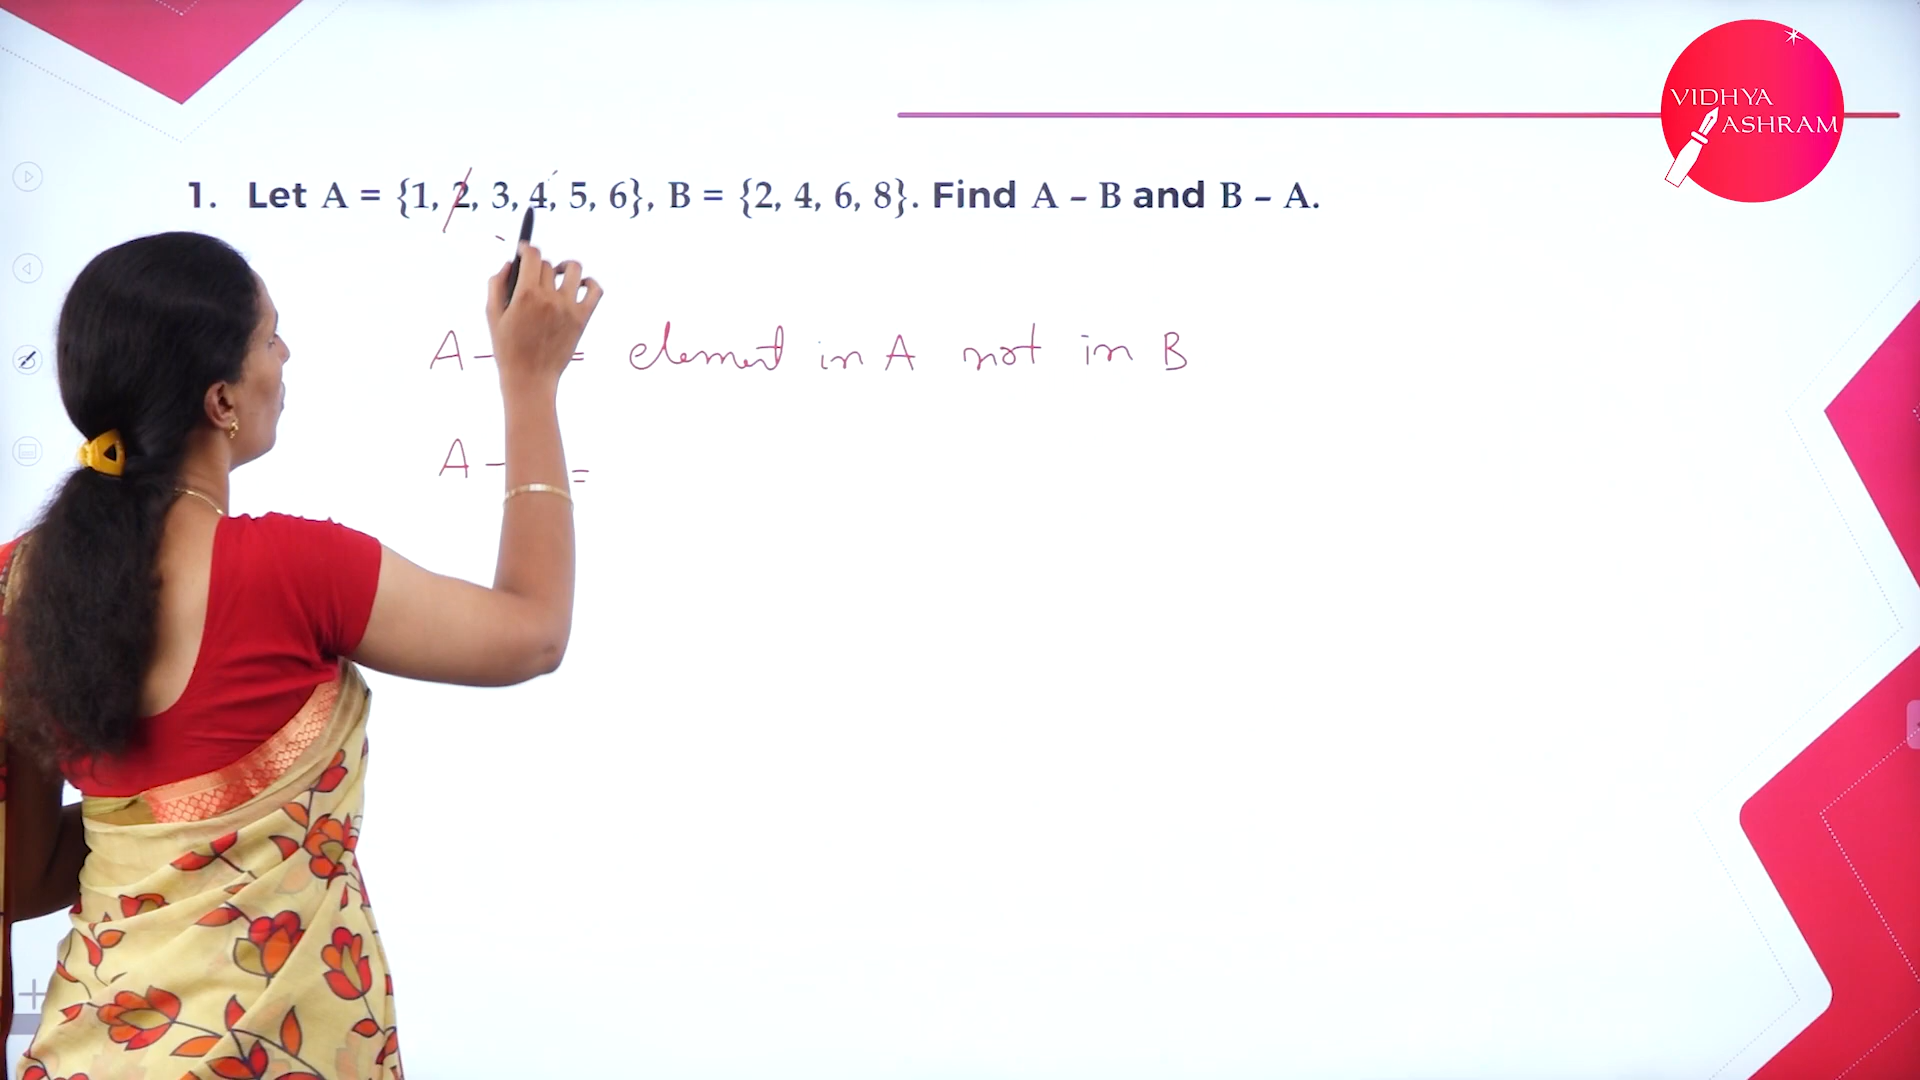 VIDHYA
ASHRAM
1. Let A = {1, 2, 3, 4, 5, 6}, B = {2, 4, 6, 8}. Find A – B and B – A.
A – = element in A not in B
A – =